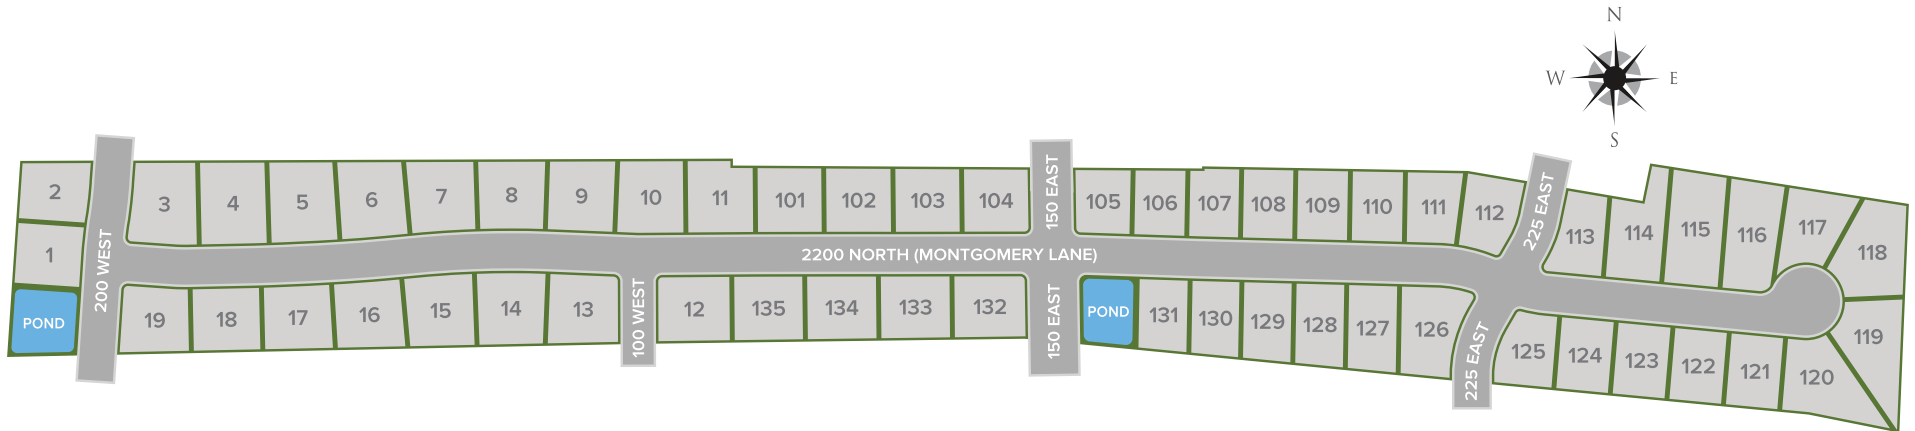 N
W E
S
2
3 4 5 6 7 8 9 10 11 101 102 103 104
150 EAST
105 106 107 108 109 110 111 112
225 EAST
113 114 115 116 117 118
1
200 WEST
2200 NORTH (MONTGOMERY LANE)
POND
19 18 17 16 15 14 13
100 WEST
12 135 134 133 132
150 EAST
POND
131 130 129 128 127 126
225 EAST
125 124 123 122 121 120 119